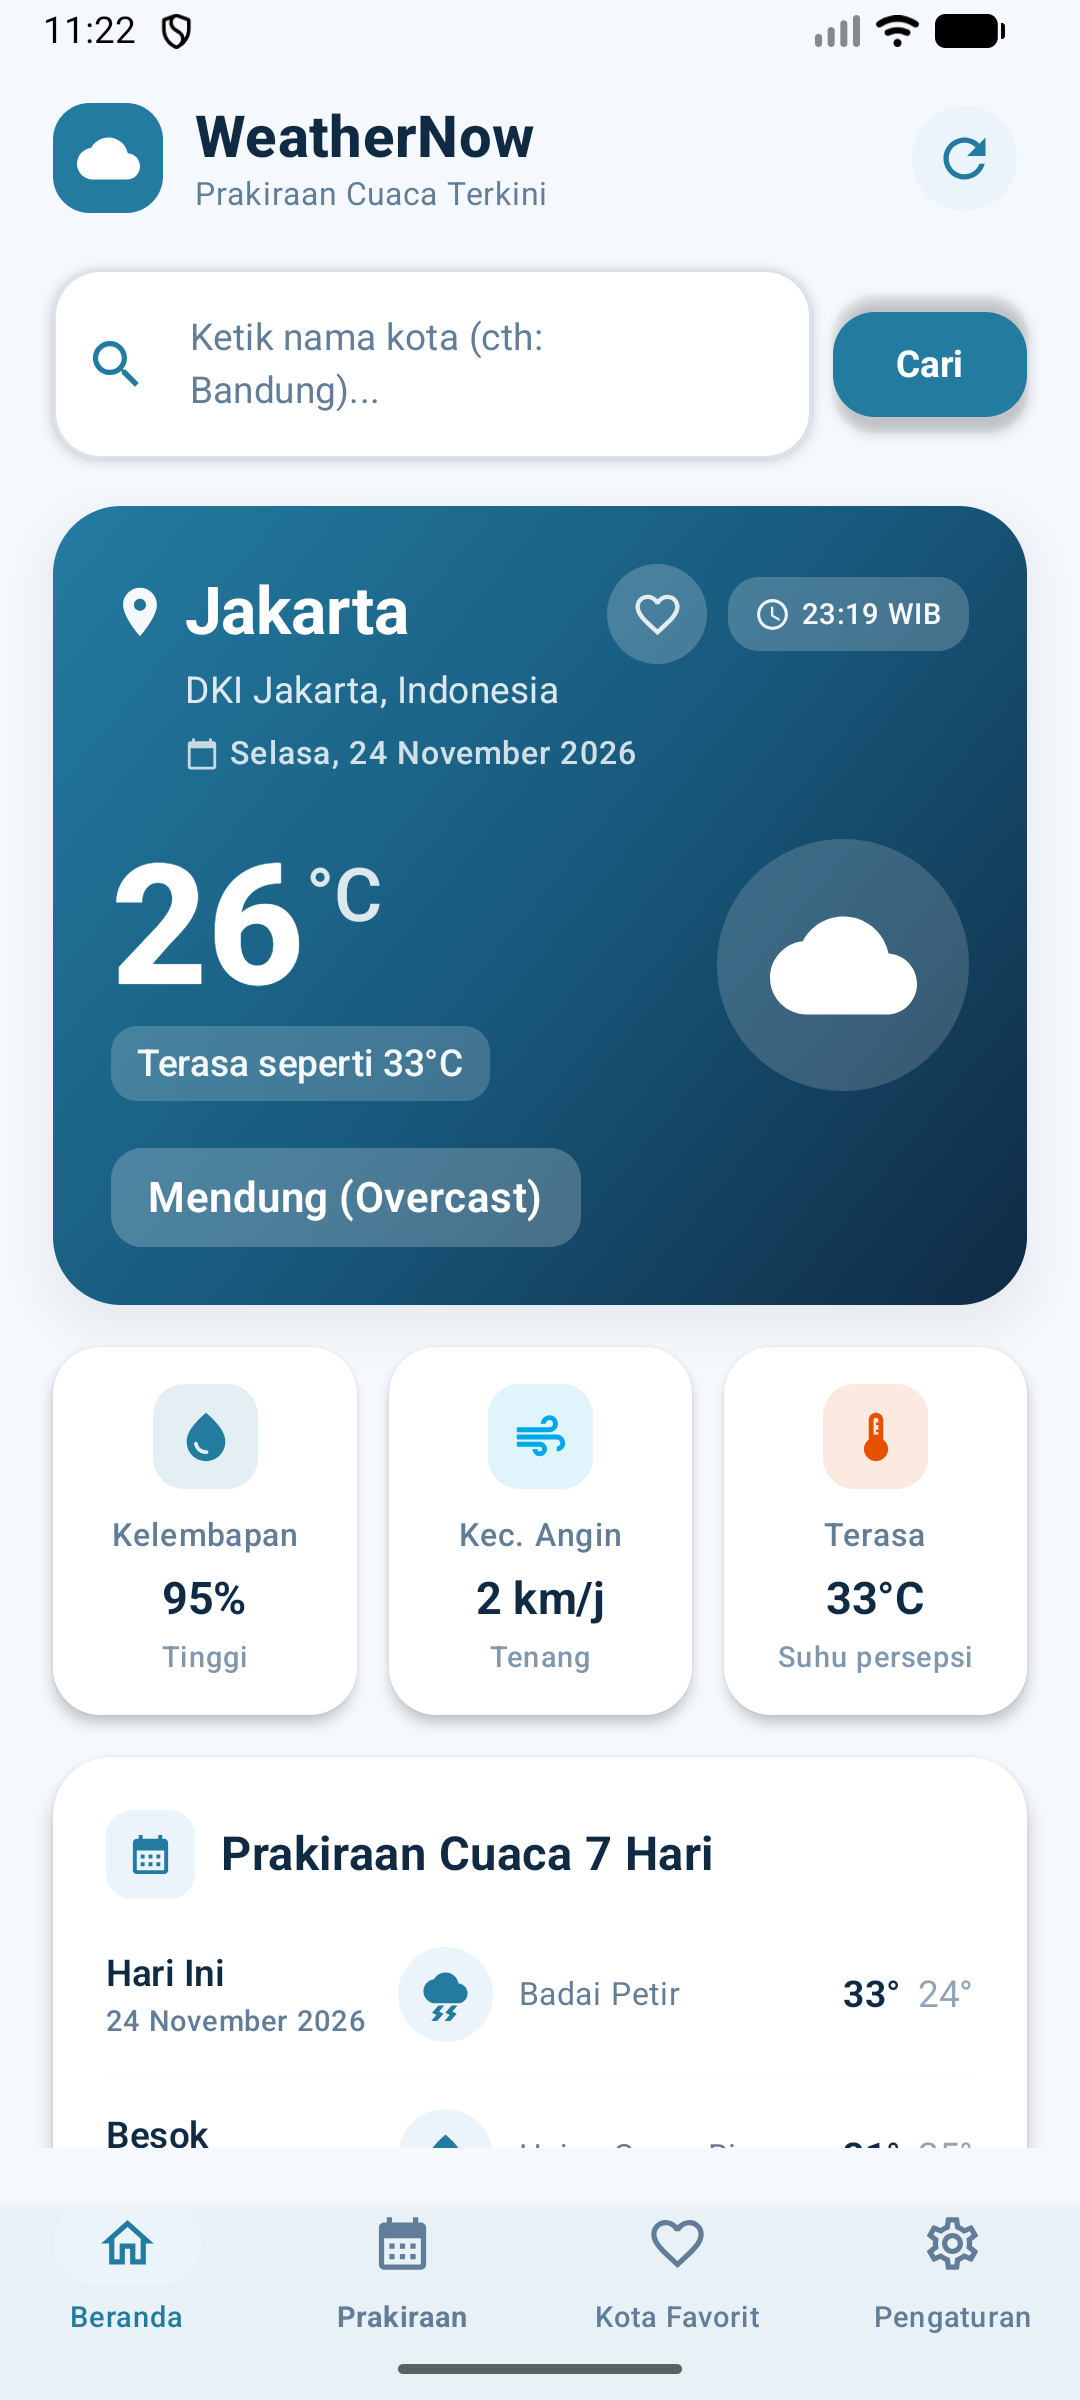 11:22
WeatherNow
Prakiraan Cuaca Terkini
Ketik nama kota (cth:
Bandung)...
Cari
Jakarta
23:19 WIB
DKI Jakarta, Indonesia
Selasa, 24 November 2026
26 °C
Terasa seperti 33°C
Mendung (Overcast)
Kelembapan
95%
Tinggi
Kec. Angin
2 km/j
Tenang
Terasa
33°C
Suhu persepsi
Prakiraan Cuaca 7 Hari
Hari Ini
24 November 2026
Badai Petir
33° 24°
Besok
Beranda
Prakiraan
Kota Favorit
Pengaturan